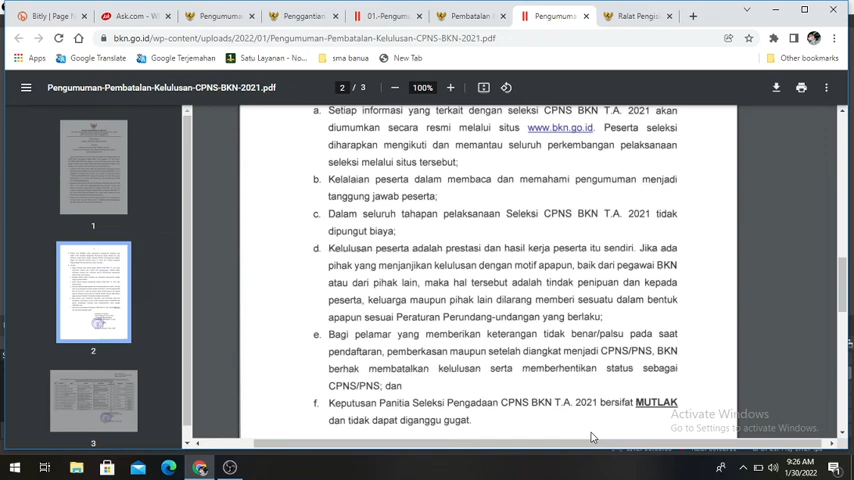 Bitly | Page N
Ask.com - W
Pengumuma
Penggantian
01.-Pengum
Pembatalan
Pengumum
Ralat Pengis
bkn.go.id/wp-content/uploads/2022/01/Pengumuman-Pembatalan-Kelulusan-CPNS-BKN-2021.pdf
Google Translate
Google Terjemahan
Satu Layanan - No...
sma banua
New Tab
Other bookmarks
Pengumuman-Pembatalan-Kelulusan-CPNS-BKN-2021.pdf
2 / 3
100%
1
2
3
a. Setiap informasi yang terkait dengan seleksi CPNS BKN T.A. 2021 akan
diumumkan secara resmi melalui situs www.bkn.go.id. Peserta seleksi
diharapkan mengikuti dan memantau seluruh perkembangan pelaksanaan
seleksi melalui situs tersebut;
b. Kelalaian peserta dalam membaca dan memahami pengumuman menjadi
tanggung jawab peserta;
c. Dalam seluruh tahapan pelaksanaan Seleksi CPNS BKN T.A. 2021 tidak
dipungut biaya;
d. Kelulusan peserta adalah prestasi dan hasil kerja peserta itu sendiri. Jika ada
pihak yang menjanjikan kelulusan dengan motif apapun, baik dari pegawai BKN
atau dari pihak lain, maka hal tersebut adalah tindak penipuan dan kepada
peserta, keluarga maupun pihak lain dilarang memberi sesuatu dalam bentuk
apapun sesuai Peraturan Perundang-undangan yang berlaku;
e. Bagi pelamar yang memberikan keterangan tidak benar/palsu pada saat
pendaftaran, pemberkasan maupun setelah diangkat menjadi CPNS/PNS, BKN
berhak membatalkan kelulusan serta memberhentikan status sebagai
CPNS/PNS; dan
f. Keputusan Panitia Seleksi Pengadaan CPNS BKN T.A. 2021 bersifat MUTLAK
dan tidak dapat diganggu gugat.
Activate Windows
Go to Settings to activate Windows.
9:26 AM
1/30/2022